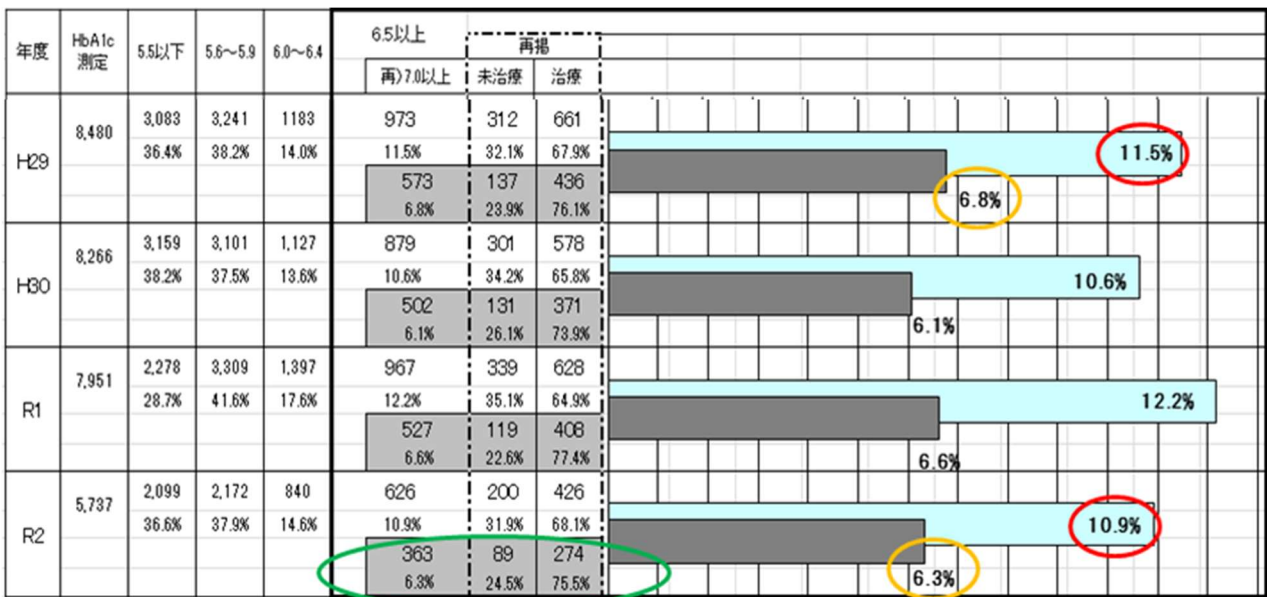 年度 HbA1c測定 5.5以下 5.6～5.9 6.0～6.4 6.5以上 再掲
再)7.0以上 未治療 治療
H29 8,480 3,083 3,241 1183 973 312 661
36.4% 38.2% 14.0% 11.5% 32.1% 67.9% 11.5%
573 137 436
6.8% 23.9% 76.1% 6.8%
H30 8,266 3,159 3,101 1,127 879 301 578
38.2% 37.5% 13.6% 10.6% 34.2% 65.8% 10.6%
502 131 371
6.1% 26.1% 73.9% 6.1%
R1 7,951 2,278 3,309 1,397 967 339 628
28.7% 41.6% 17.6% 12.2% 35.1% 64.9% 12.2%
527 119 408
6.6% 22.6% 77.4% 6.6%
R2 5,737 2,099 2,172 840 626 200 426
36.6% 37.9% 14.6% 10.9% 31.9% 68.1% 10.9%
363 89 274
6.3% 24.5% 75.5% 6.3%